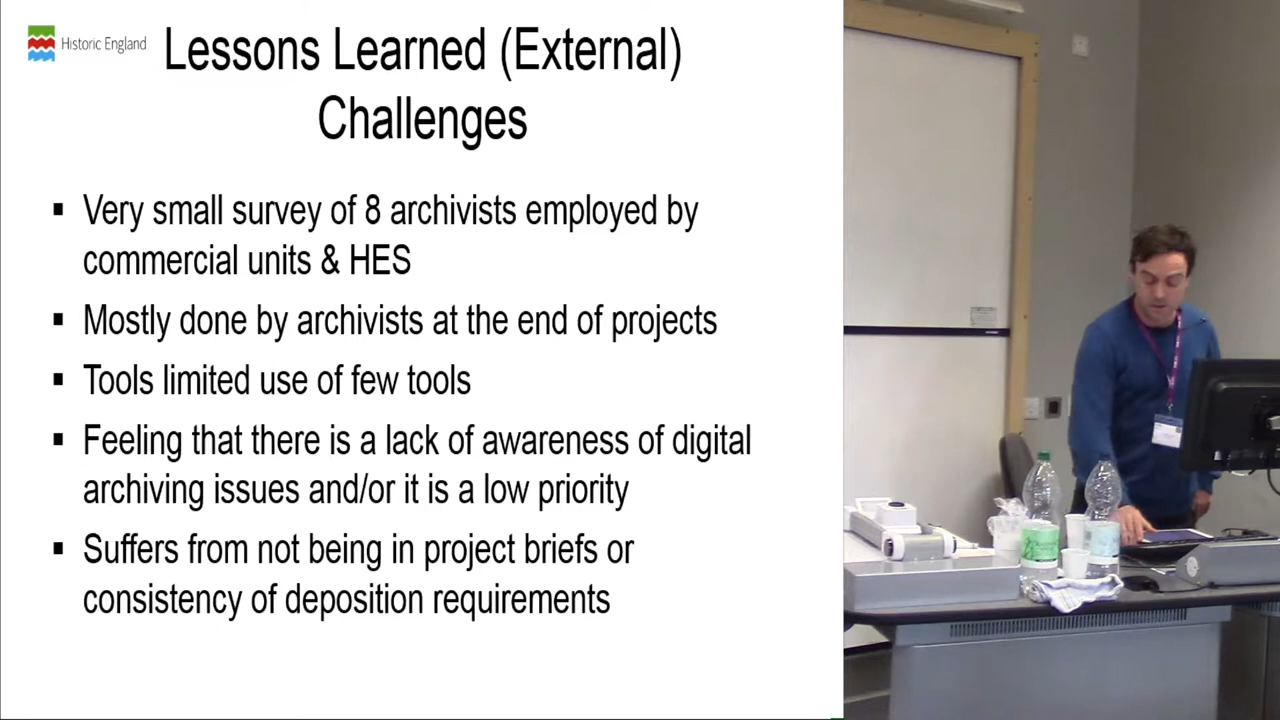 Historic England
Lessons Learned (External)
Challenges
▪ Very small survey of 8 archivists employed by
commercial units & HES
▪ Mostly done by archivists at the end of projects
▪ Tools limited use of few tools
▪ Feeling that there is a lack of awareness of digital
archiving issues and/or it is a low priority
▪ Suffers from not being in project briefs or
consistency of deposition requirements